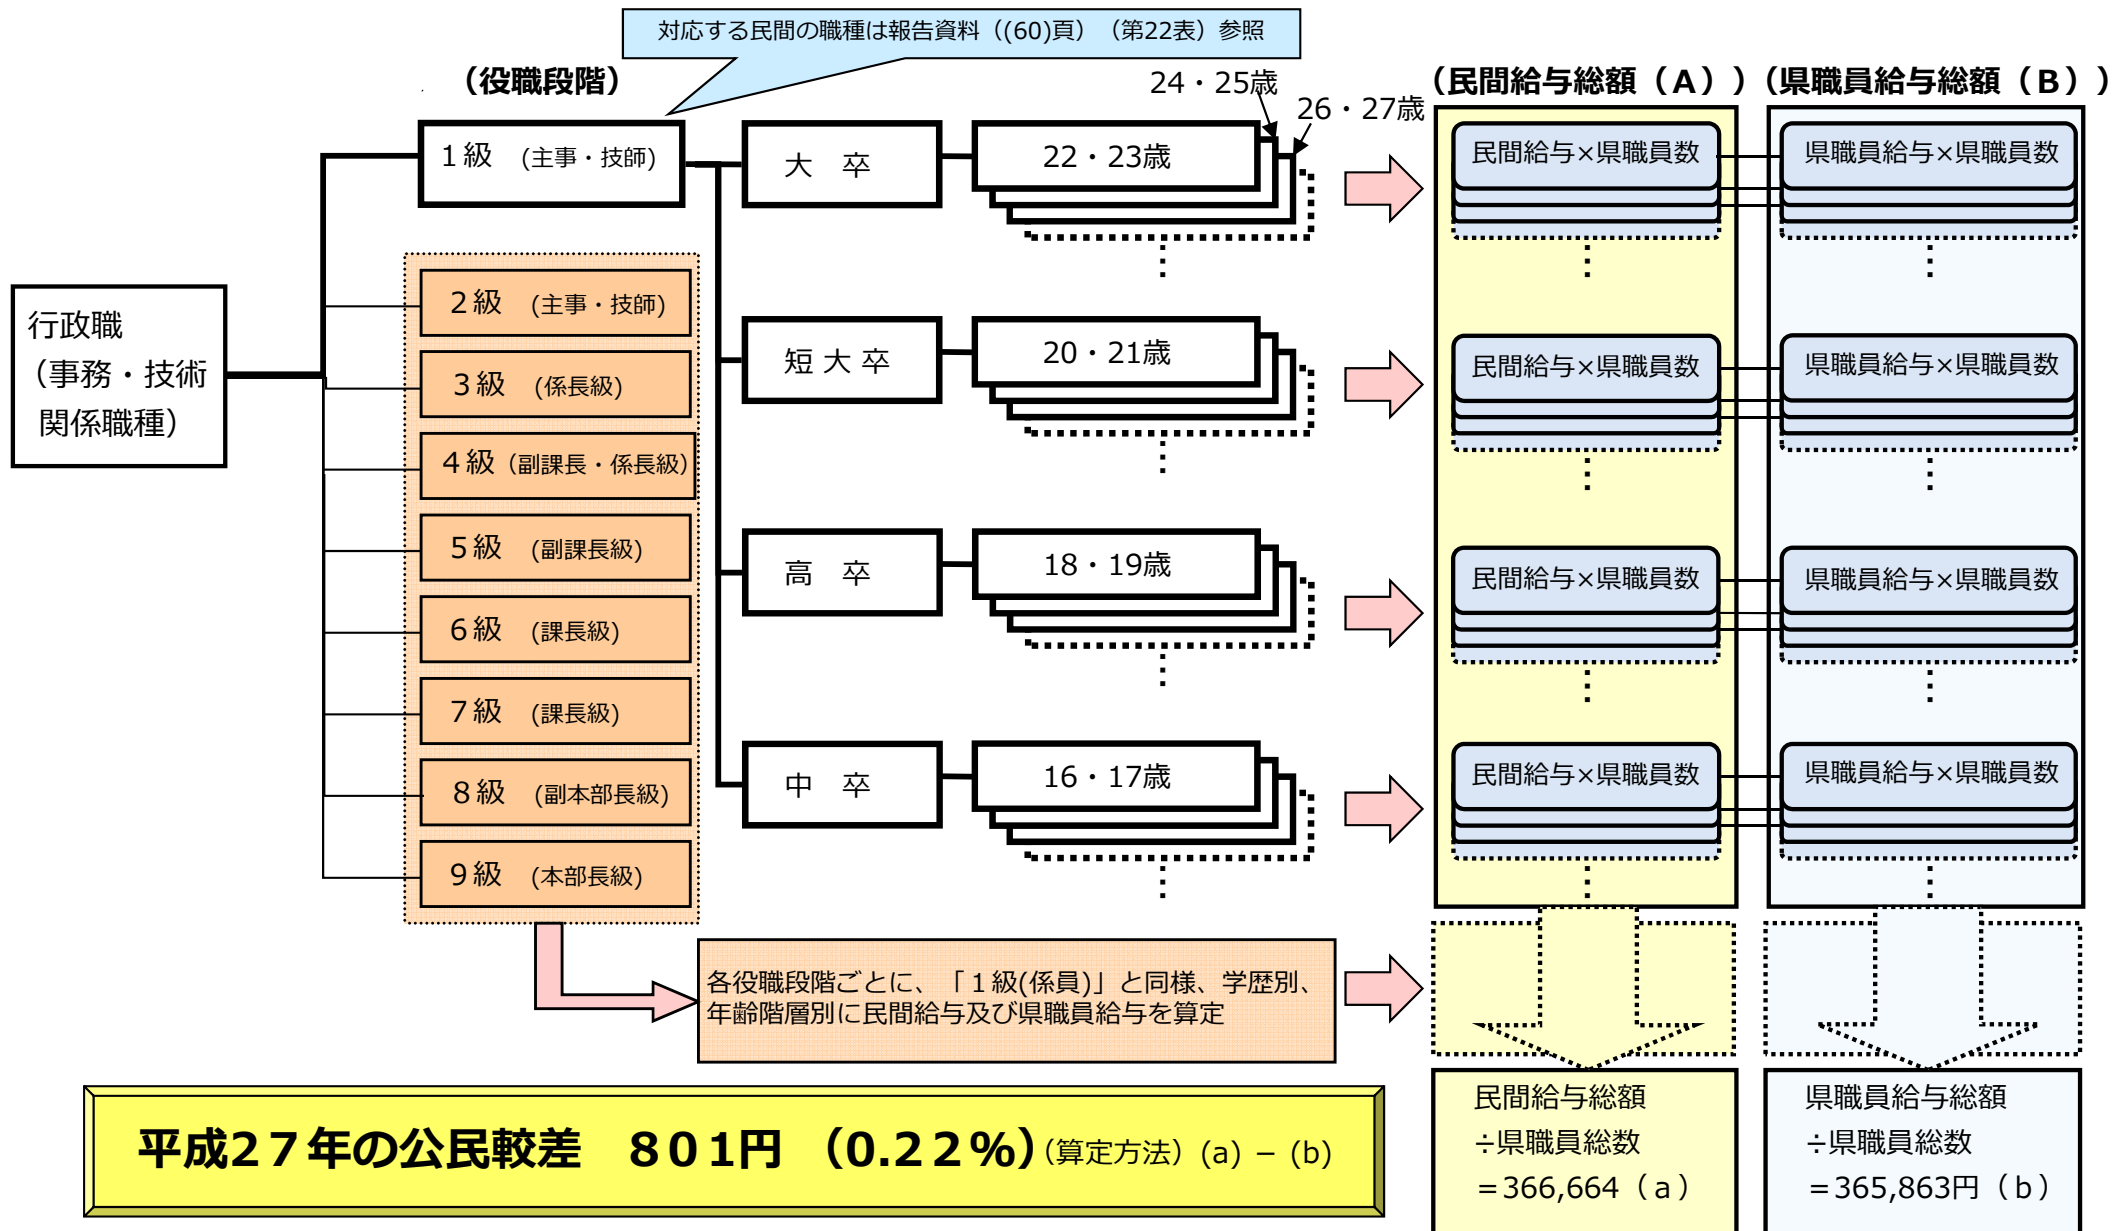 対応する民間の職種は報告資料（(60)頁）（第22表）参照
（役職段階）
24・25歳
26・27歳
（民間給与総額（Ａ））
（県職員給与総額（Ｂ））
１級 (主事・技師)
大　卒
22・23歳
民間給与×県職員数
県職員給与×県職員数
行政職
（事務・技術
関係職種）
２級 (主事・技師)
３級 (係長級)
４級（副課長・係長級）
５級 (副課長級)
６級 (課長級)
７級 (課長級)
８級 (副本部長級)
９級 (本部長級)
短 大 卒
20・21歳
民間給与×県職員数
県職員給与×県職員数
高　卒
18・19歳
民間給与×県職員数
県職員給与×県職員数
中　卒
16・17歳
民間給与×県職員数
県職員給与×県職員数
各役職段階ごとに、「１級(係員)」と同様、学歴別、
年齢階層別に民間給与及び県職員給与を算定
平成2７年の公民較差　８０１円 （0.２２％）（算定方法）(a) － (b)
民間給与総額
÷県職員総数
＝366,664（ａ）
県職員給与総額
÷県職員総数
＝365,863円（ｂ）